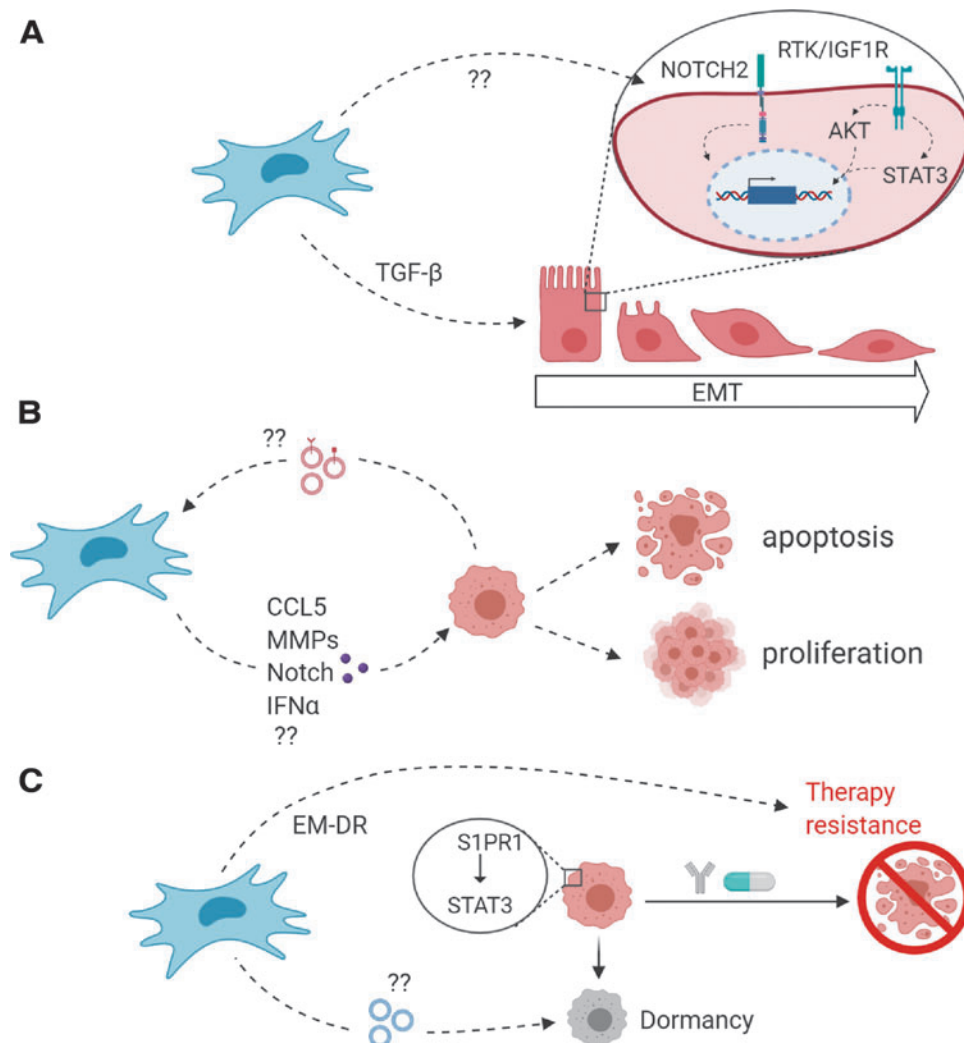 A
??
NOTCH2
RTK/IGF1R
AKT
STAT3
TGF-β
EMT
B
??
CCL5
MMPs
Notch
IFNα
??
apoptosis
proliferation
C
EM-DR
S1PR1
STAT3
Therapy
resistance
??
Dormancy